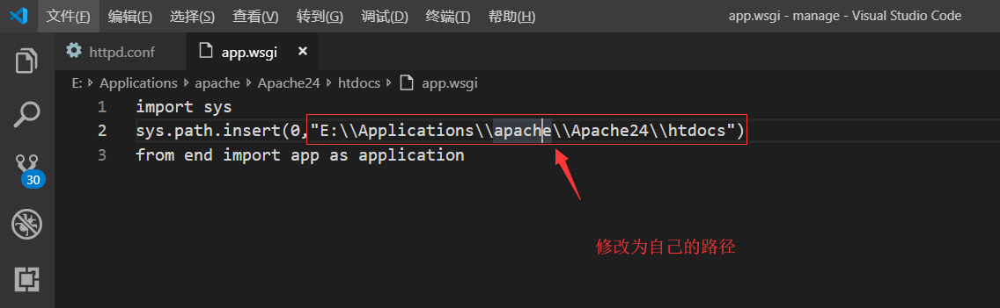 文件(F) 编辑(E) 选择(S) 查看(V) 转到(G) 调试(D) 终端(T) 帮助(H) app.wsgi - manage - Visual Studio Code
httpd.conf app.wsgi ×
E: Applications apache Apache24 htdocs app.wsgi
1 import sys
2 sys.path.insert(0,"E:\\Applications\\apache\\Apache24\\htdocs")
3 from end import app as application
30
修改为自己的路径